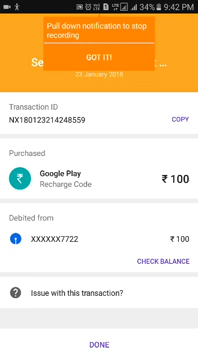 34% 9:42 PM
Pull down notification to stop
recording
GOT IT!
23 January 2018
Transaction ID
NX180123214248559
COPY
Purchased
Google Play
Recharge Code
₹ 100
Debited from
XXXXXX7722
₹ 100
CHECK BALANCE
Issue with this transaction?
DONE